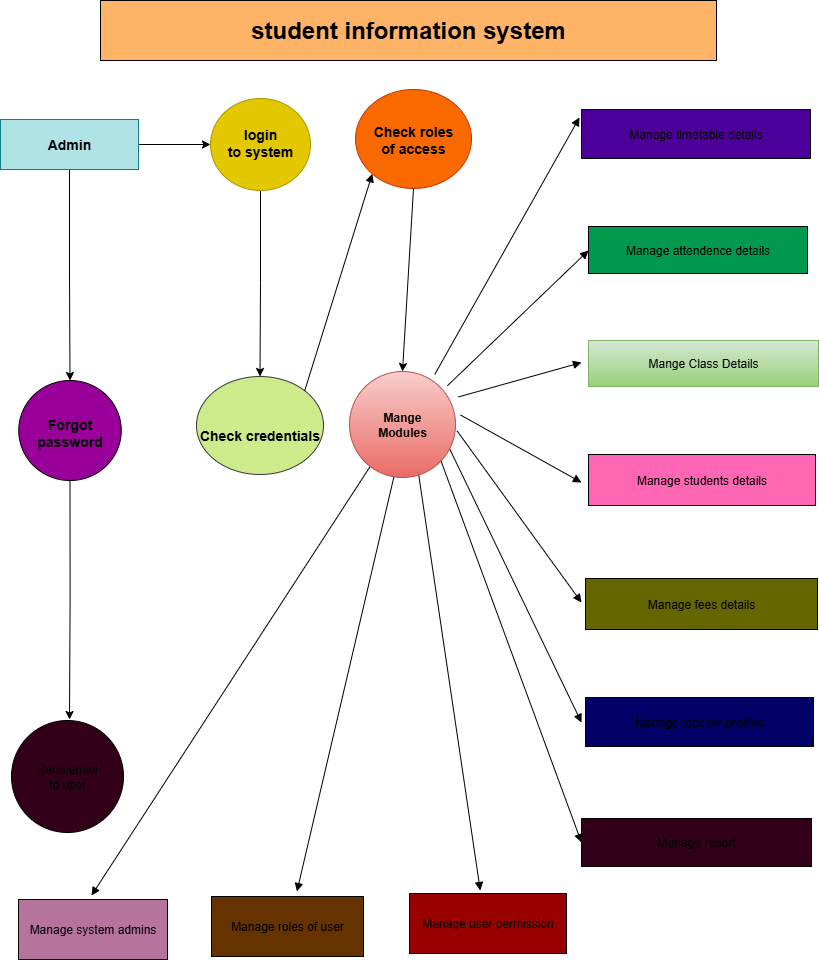 student information system
Admin
login
to system
Check roles
of access
Manage timetable details
Manage attendence details
Mange Class Details
Forgot
password
Check credentials
Mange
Modules
Manage students details
Manage fees details
Manage teacher profiles
Send email
to user
Manage report
Manage system admins
Manage roles of user
Manage user permission